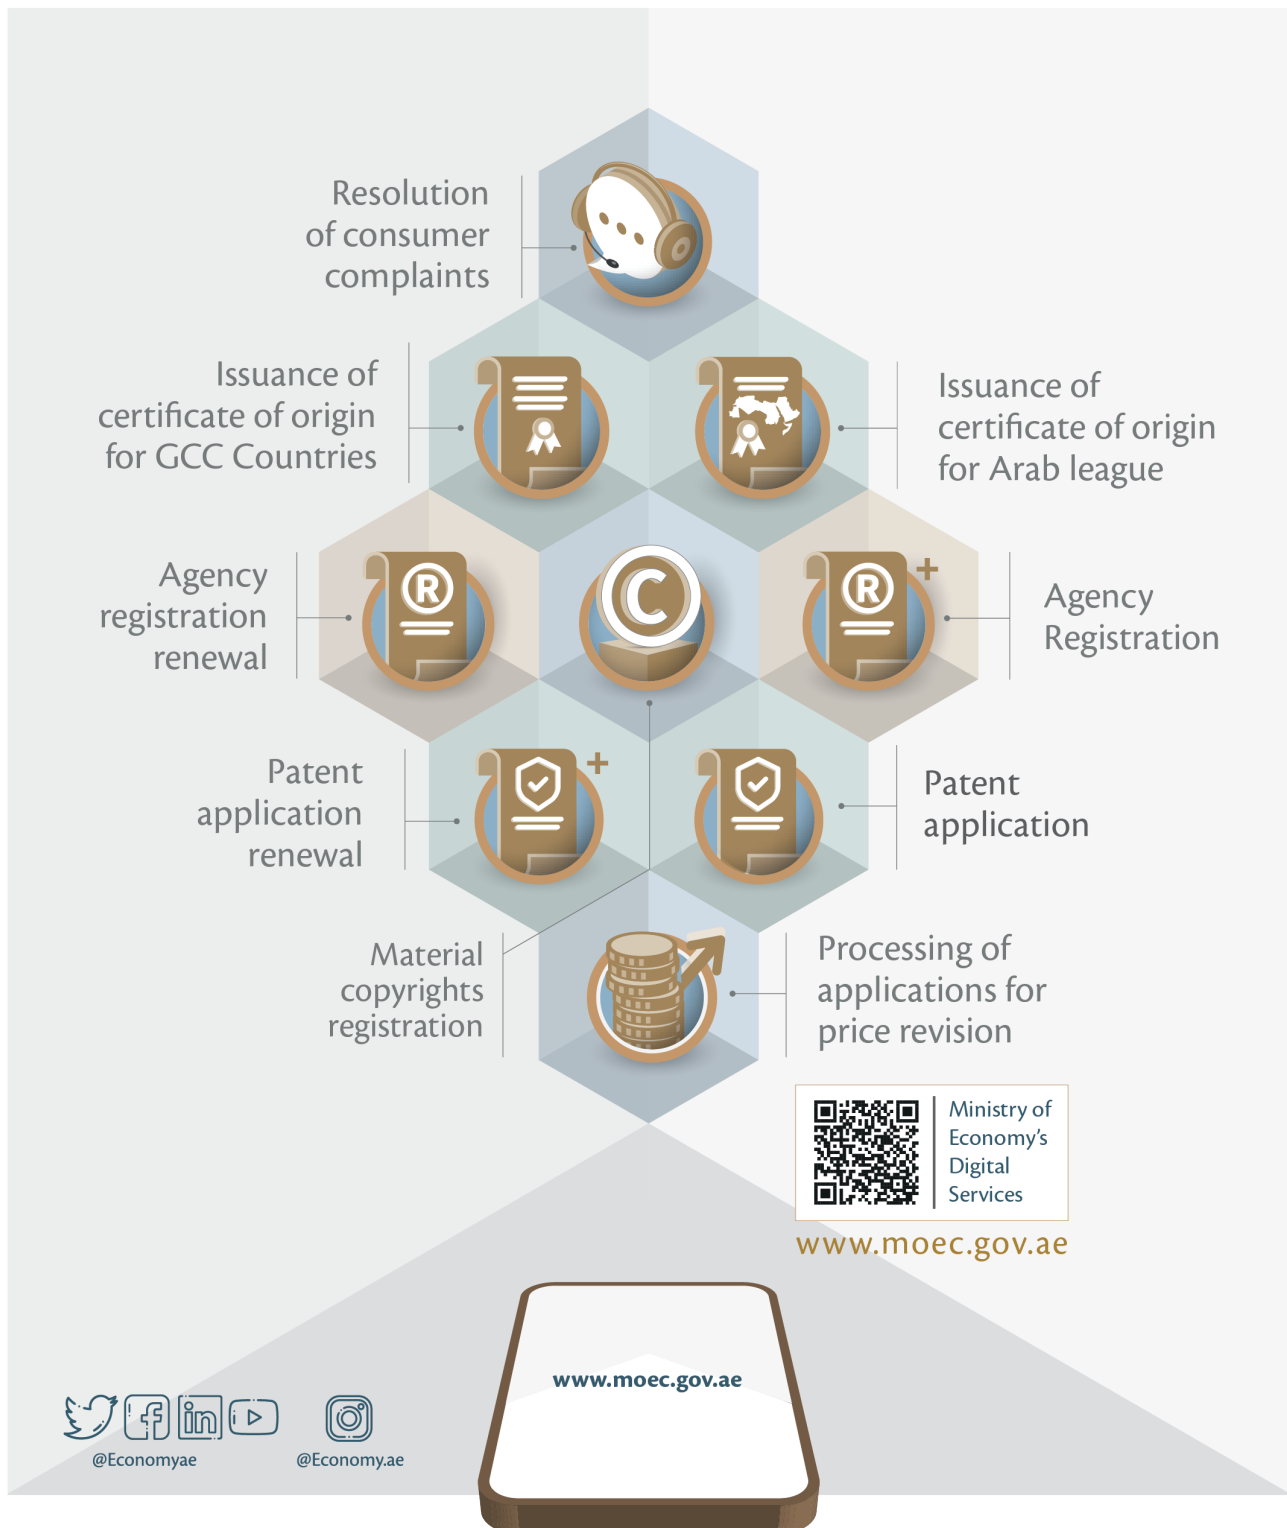 Resolution
of consumer
complaints
Issuance of
certificate of origin
for GCC Countries
Issuance of
certificate of origin
for Arab league
Agency
registration
renewal
R
C
R
+
Agency
Registration
Patent
application
renewal
+
Patent
application
Material
copyrights
registration
Processing of
applications for
price revision
Ministry of
Economy's
Digital
Services
www.moec.gov.ae
www.moec.gov.ae
f
in
@Economyae
@Economy.ae